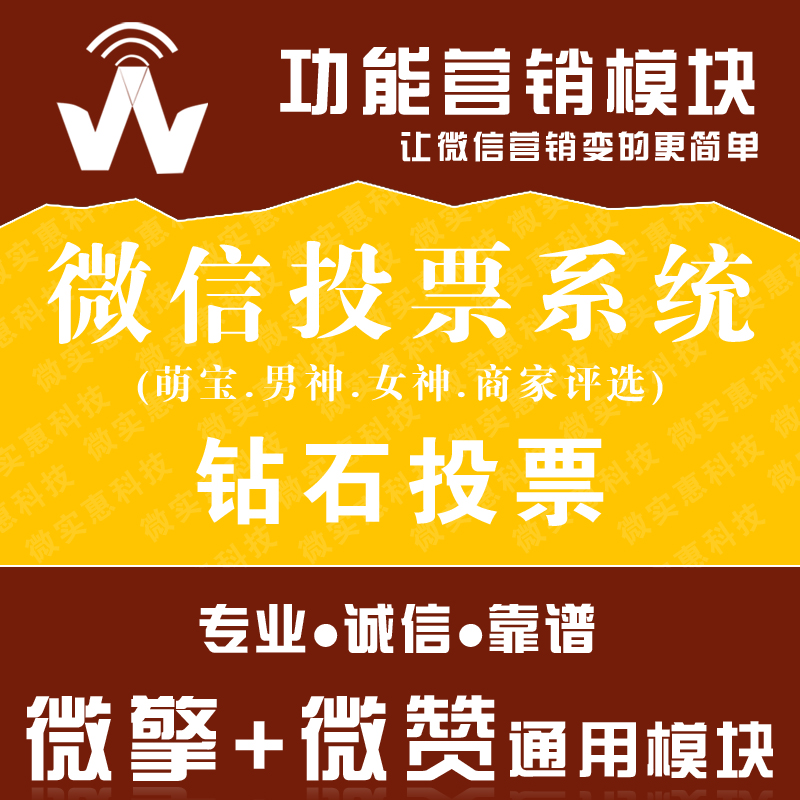 功能营销模块
让微信营销变的更简单
微信投票系统
(萌宝.男神.女神.商家评选)
钻石投票
专业•诚信•靠谱
微擎+微赞通用模块
微实惠科技